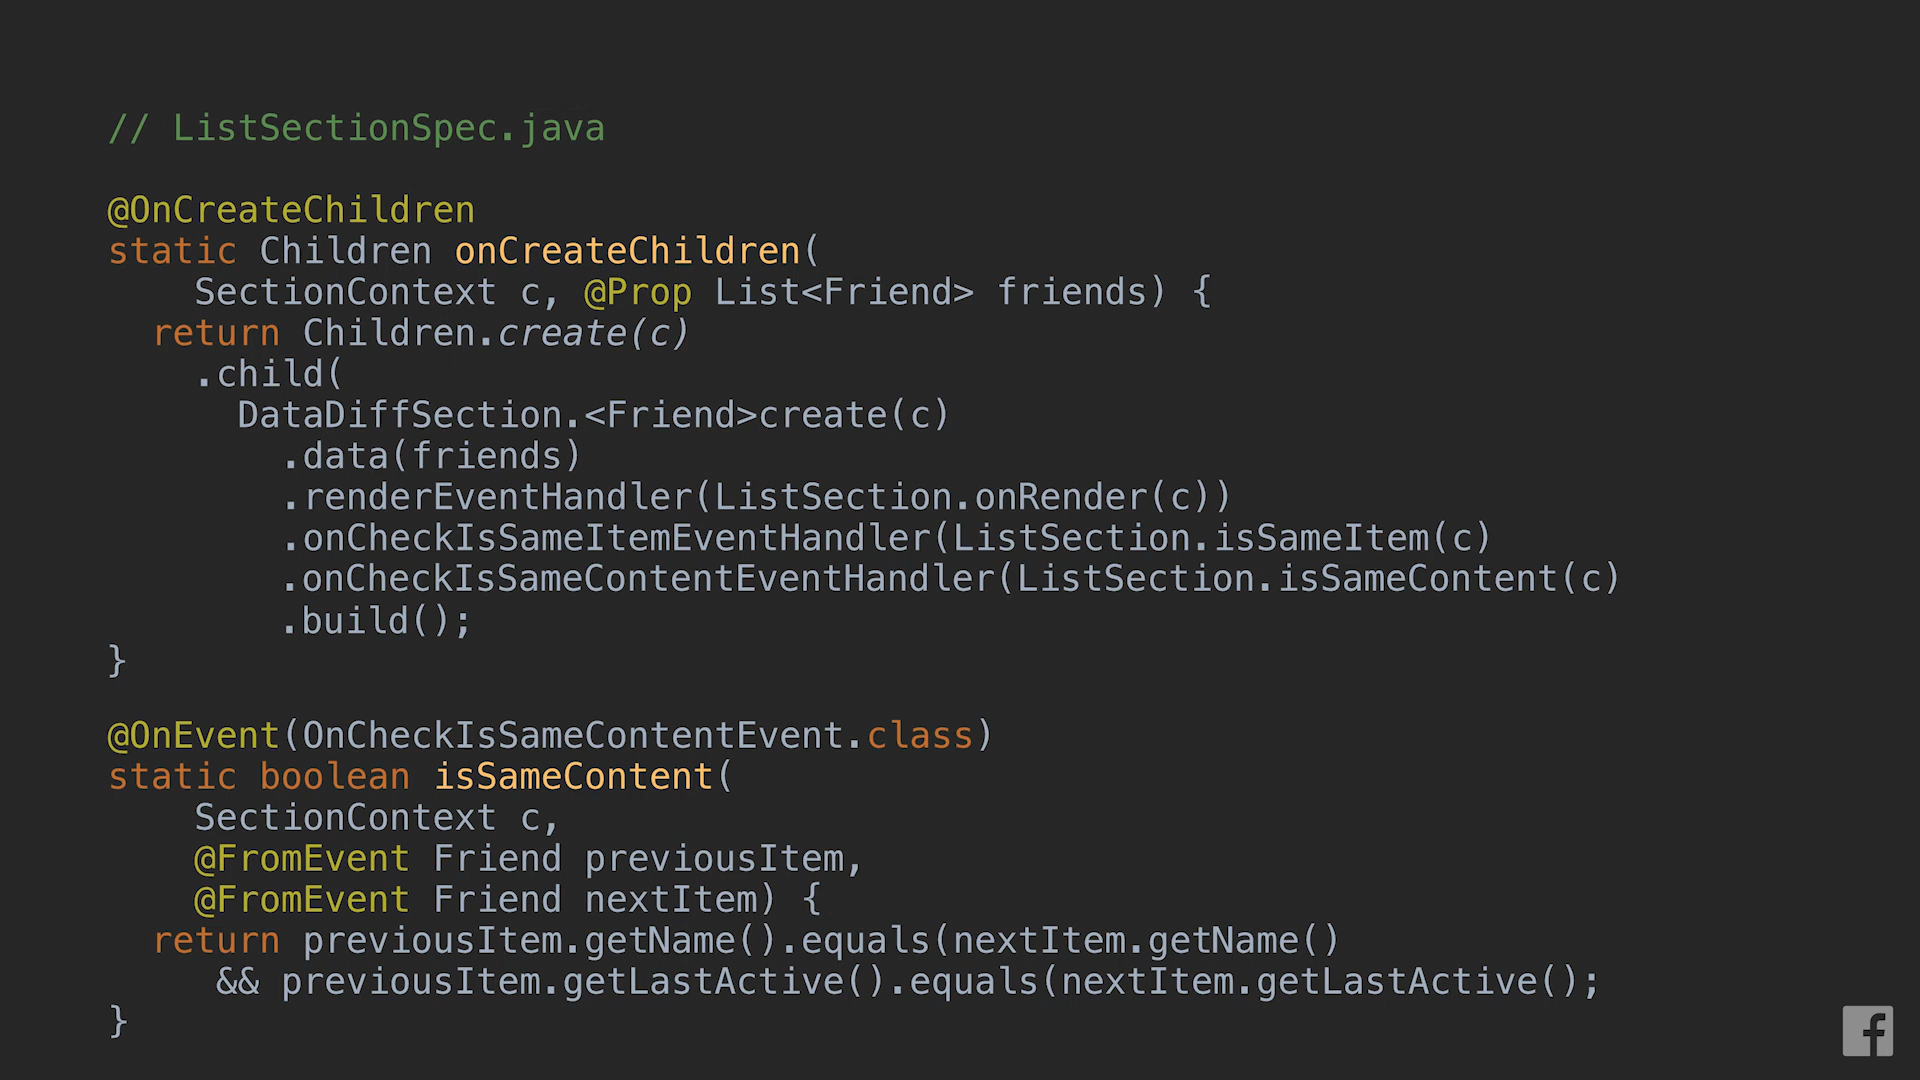 // ListSectionSpec.java
@OnCreateChildren
static Children onCreateChildren(
SectionContext c, @Prop List<Friend> friends) {
return Children.create(c)
.child(
DataDiffSection.<Friend>create(c)
.data(friends)
.renderEventHandler(ListSection.onRender(c))
.onCheckIsSameItemEventHandler(ListSection.isSameItem(c)
.onCheckIsSameContentEventHandler(ListSection.isSameContent(c)
.build();
}
@OnEvent(OnCheckIsSameContentEvent.class)
static boolean isSameContent(
SectionContext c,
@FromEvent Friend previousItem,
@FromEvent Friend nextItem) {
return previousItem.getName().equals(nextItem.getName()
&& previousItem.getLastActive().equals(nextItem.getLastActive();
}
f